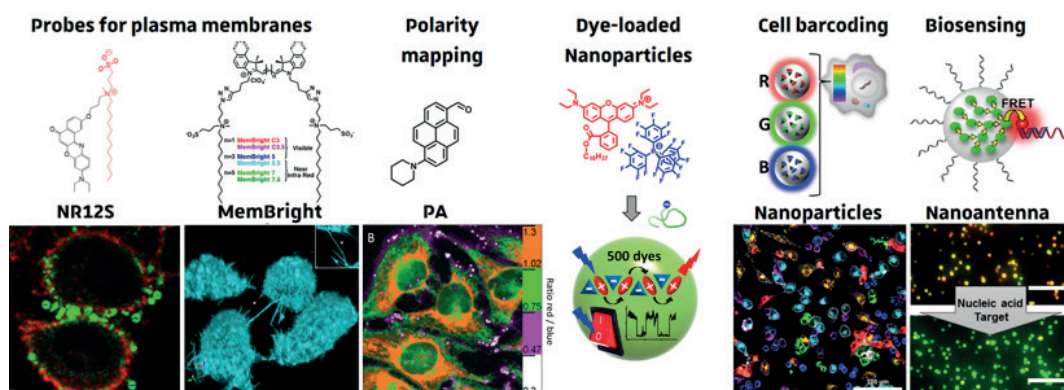 Probes for plasma membranes
Polarity
mapping
Dye-loaded
Nanoparticles
Cell barcoding
Biosensing
ClO₄⁻
-O₃S
SO₃-
n=1 MemBright C3
MemBright C3.5
Visible
n=3 MemBright 5
5.5
Near
Infra Red
n=5 MemBright 7
MemBright 7.5
C₁₈H₃₇
R
G
B
FRET
NR12S
MemBright
PA
500 dyes
I
O
Nanoparticles
Nanoantenna
B
1.3
1.02
0.75
0.47
Ratio red / blue
Nucleic acid
Target